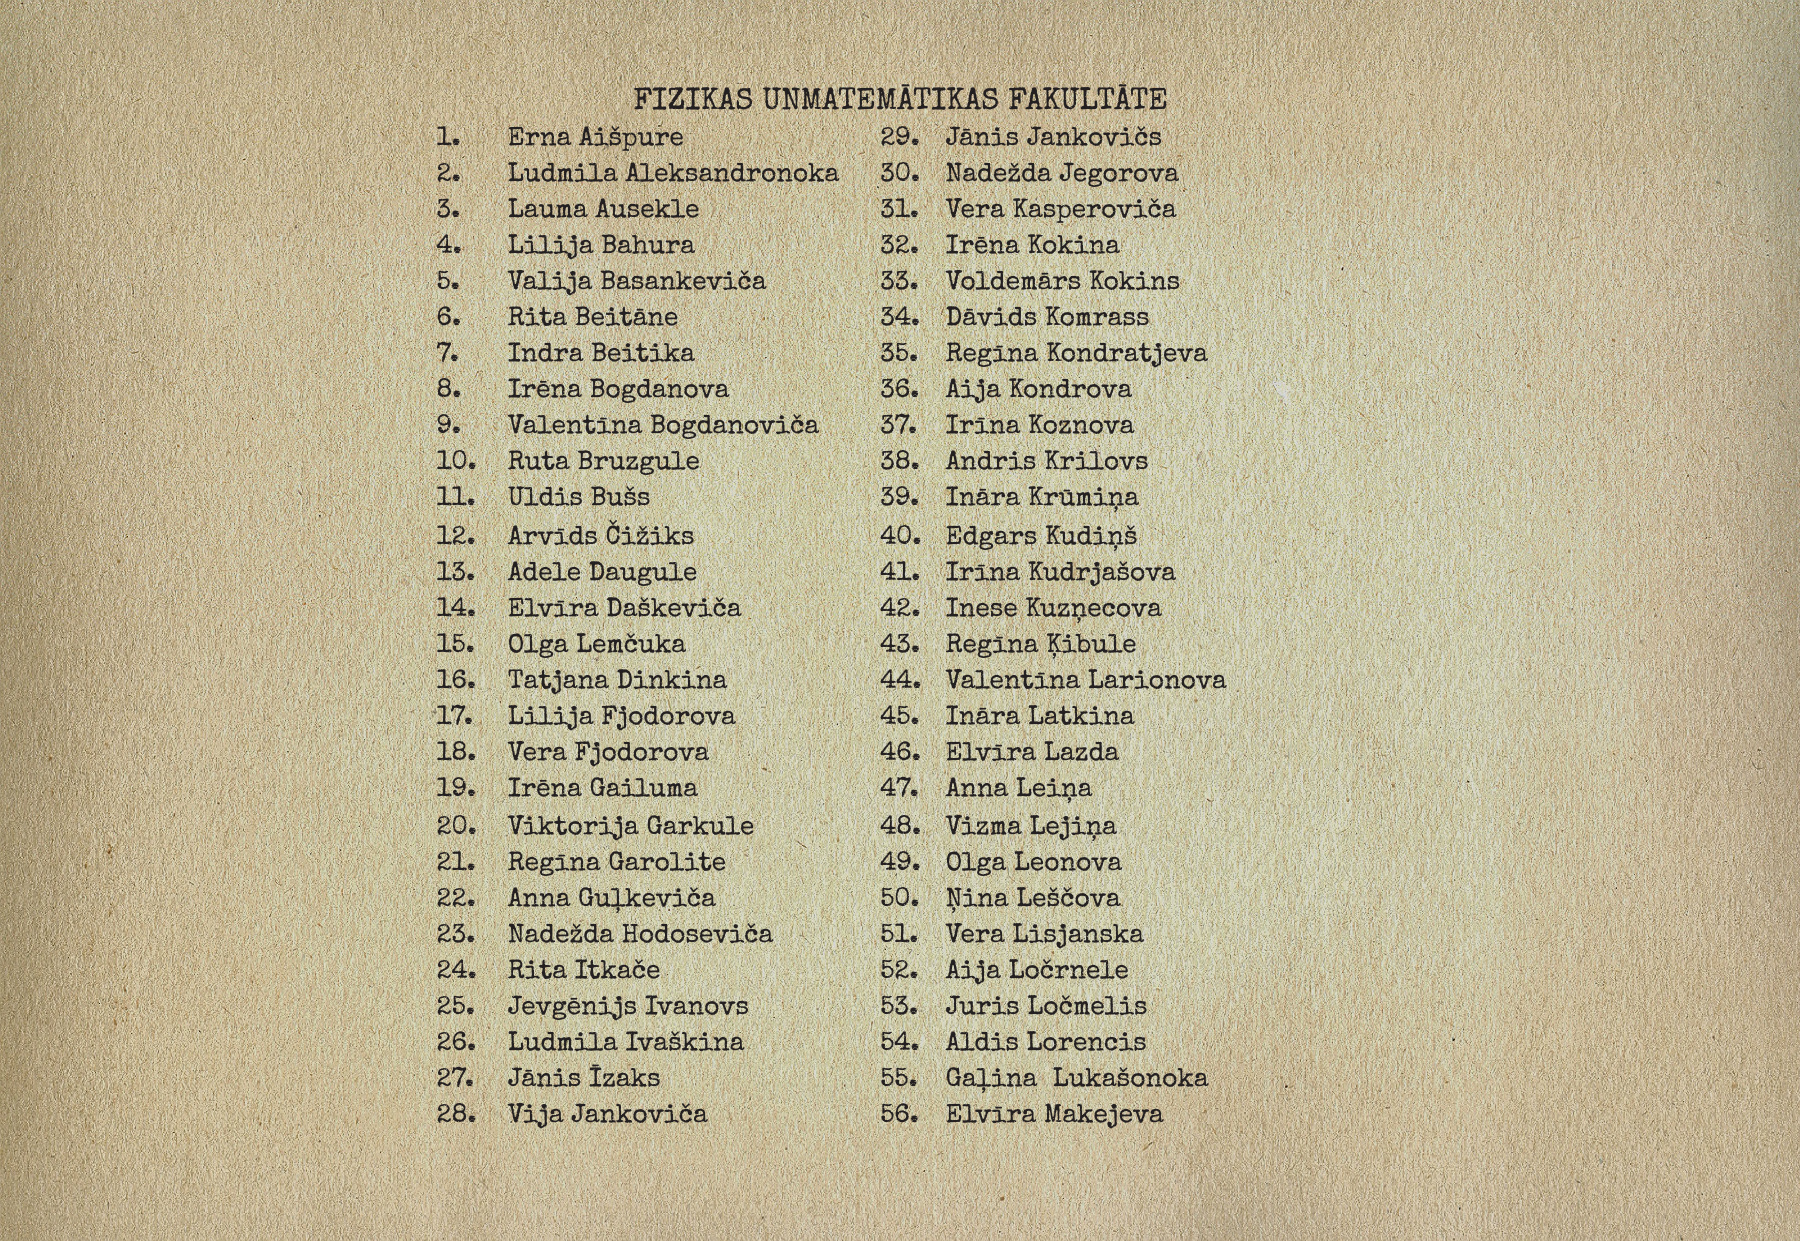 FIZIKAS UNMATEMĀTIKAS FAKULTĀTE
1. Erna Aišpure
2. Ludmila Aleksandronoka
3. Lauma Ausekle
4. Lilija Bahura
5. Valija Basankeviča
6. Rita Beitāne
7. Indra Beitika
8. Irēna Bogdanova
9. Valentīna Bogdanoviča
10. Ruta Bruzgule
11. Uldis Bušs
12. Arvīds Čižiks
13. Adele Daugule
14. Elvīra Daškeviča
15. Olga Lemčuka
16. Tatjana Dinkina
17. Lilija Fjodorova
18. Vera Fjodorova
19. Irēna Gailuma
20. Viktorija Garkule
21. Regīna Garolite
22. Anna Guļkeviča
23. Nadežda Hodoseviča
24. Rita Itkače
25. Jevgēnijs Ivanovs
26. Ludmila Ivaškina
27. Jānis Īzaks
28. Vija Jankoviča
29. Jānis Jankovičs
30. Nadežda Jegorova
31. Vera Kasperoviča
32. Irēna Kokina
33. Voldemārs Kokins
34. Dāvids Komrass
35. Regīna Kondratjeva
36. Aija Kondrova
37. Irīna Koznova
38. Andris Krilovs
39. Ināra Krūmiņa
40. Edgars Kudiņš
41. Irīna Kudrjašova
42. Inese Kuzņecova
43. Regīna Ķibule
44. Valentīna Larionova
45. Ināra Latkina
46. Elvīra Lazda
47. Anna Leiņa
48. Vizma Lejiņa
49. Olga Leonova
50. Ņina Leščova
51. Vera Lisjanska
52. Aija Ločrnele
53. Juris Ločmelis
54. Aldis Lorencis
55. Gaļina Lukašonoka
56. Elvīra Makejeva